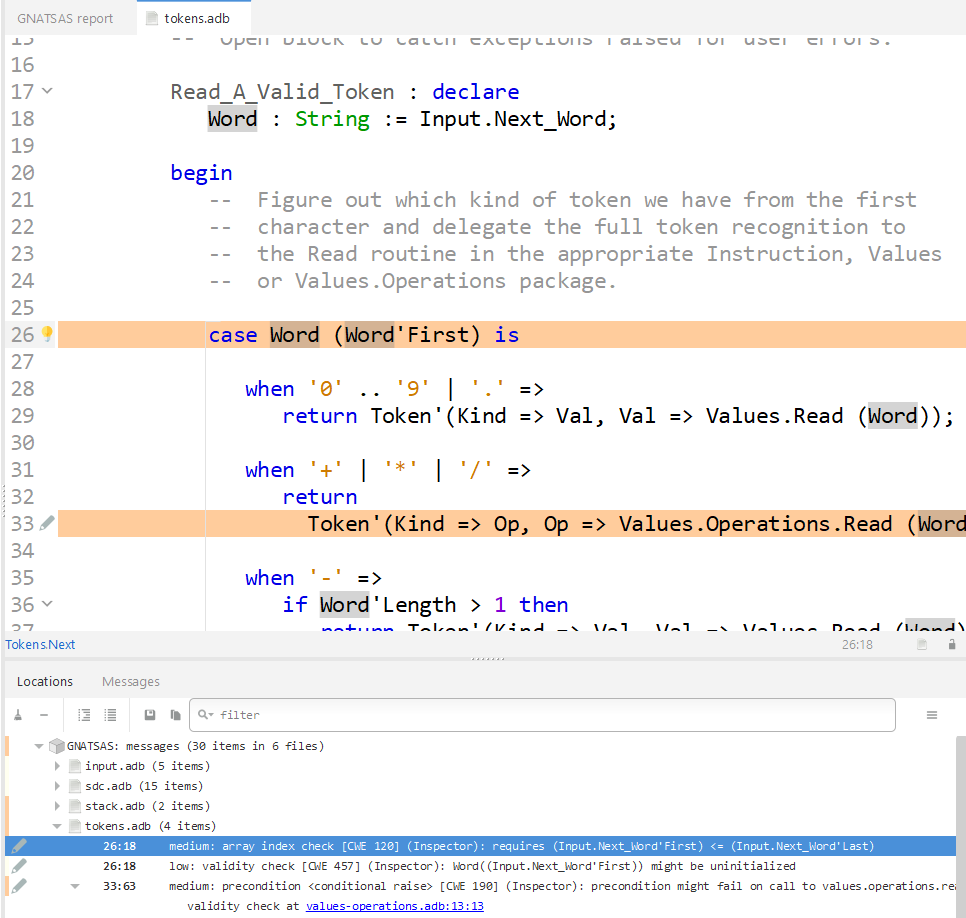 GNATSAS report
tokens.adb
15 -- Open block to catch exceptions raised for user errors.
16
17 Read_A_Valid_Token : declare
18 Word : String := Input.Next_Word;
19
20 begin
21 -- Figure out which kind of token we have from the first
22 -- character and delegate the full token recognition to
23 -- the Read routine in the appropriate Instruction, Values
24 -- or Values.Operations package.
25
26 case Word (Word'First) is
27
28 when '0' .. '9' | '.' =>
29 return Token'(Kind => Val, Val => Values.Read (Word));
30
31 when '+' | '*' | '/' =>
32 return
33 Token'(Kind => Op, Op => Values.Operations.Read (Word
34
35 when '-' =>
36 if Word'Length > 1 then
37 return Token'(Kind => Val, Val => Values.Read (Word)
Tokens.Next
26:18
Locations
Messages
filter
GNATSAS: messages (30 items in 6 files)
input.adb (5 items)
sdc.adb (15 items)
stack.adb (2 items)
tokens.adb (4 items)
26:18 medium: array index check [CWE 120] (Inspector): requires (Input.Next_Word'First) <= (Input.Next_Word'Last)
26:18 low: validity check [CWE 457] (Inspector): Word((Input.Next_Word'First)) might be uninitialized
33:63 medium: precondition <conditional raise> [CWE 190] (Inspector): precondition might fail on call to values.operations.rea
validity check at values-operations.adb:13:13